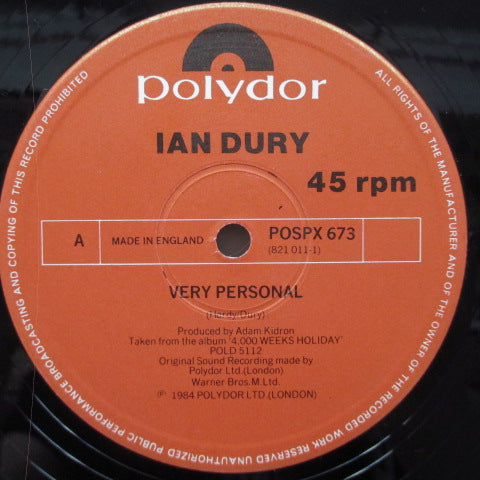 polydor
IAN DURY
45 rpm
A
MADE IN ENGLAND
POSPX 673
(821 011-1)
VERY PERSONAL
(Hardy/Dury)
Produced by Adam Kidron
Taken from the album '4,000 WEEKS HOLIDAY'
POLD 5112
Original Sound Recording made by
Polydor Ltd.(London)
Warner Bros.M.Ltd.
℗ 1984 POLYDOR LTD.(LONDON)
ALL RIGHTS OF THE MANUFACTURER AND OF THE OWNER OF THE RECORDED WORK RESERVED UNAUTHORIZED PUBLIC PERFORMANCE BROADCASTING AND COPYING OF THIS RECORD PROHIBITED